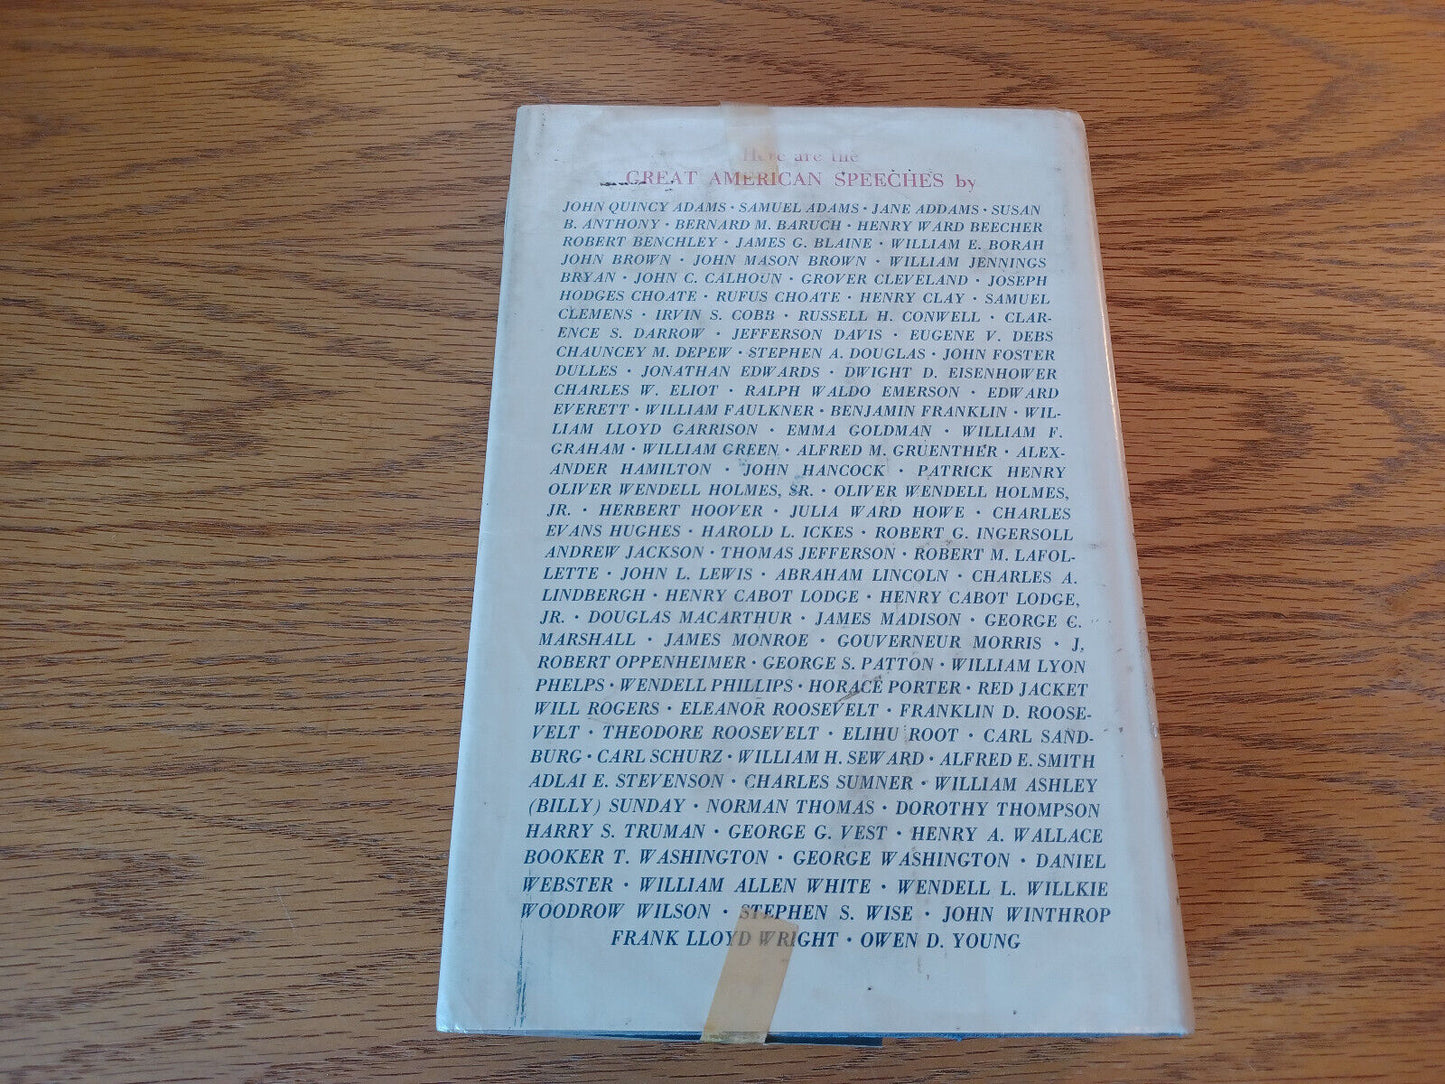 Here are the
GREAT AMERICAN SPEECHES by
JOHN QUINCY ADAMS · SAMUEL ADAMS · JANE ADDAMS · SUSAN
B. ANTHONY · BERNARD M. BARUCH · HENRY WARD BEECHER
ROBERT BENCHLEY · JAMES G. BLAINE · WILLIAM E. BORAH
JOHN BROWN · JOHN MASON BROWN · WILLIAM JENNINGS
BRYAN · JOHN C. CALHOUN · GROVER CLEVELAND · JOSEPH
HODGES CHOATE · RUFUS CHOATE · HENRY CLAY · SAMUEL
CLEMENS · IRVIN S. COBB · RUSSELL H. CONWELL · CLAR-
ENCE S. DARROW · JEFFERSON DAVIS · EUGENE V. DEBS
CHAUNCEY M. DEPEW · STEPHEN A. DOUGLAS · JOHN FOSTER
DULLES · JONATHAN EDWARDS · DWIGHT D. EISENHOWER
CHARLES W. ELIOT · RALPH WALDO EMERSON · EDWARD
EVERETT · WILLIAM FAULKNER · BENJAMIN FRANKLIN · WIL-
LIAM LLOYD GARRISON · EMMA GOLDMAN · WILLIAM F.
GRAHAM · WILLIAM GREEN · ALFRED M. GRUENTHER · ALEX-
ANDER HAMILTON · JOHN HANCOCK · PATRICK HENRY
OLIVER WENDELL HOLMES, SR. · OLIVER WENDELL HOLMES,
JR. · HERBERT HOOVER · JULIA WARD HOWE · CHARLES
EVANS HUGHES · HAROLD L. ICKES · ROBERT G. INGERSOLL
ANDREW JACKSON · THOMAS JEFFERSON · ROBERT M. LAFOL-
LETTE · JOHN L. LEWIS · ABRAHAM LINCOLN · CHARLES A.
LINDBERGH · HENRY CABOT LODGE · HENRY CABOT LODGE,
JR. · DOUGLAS MACARTHUR · JAMES MADISON · GEORGE C.
MARSHALL · JAMES MONROE · GOUVERNEUR MORRIS · J.
ROBERT OPPENHEIMER · GEORGE S. PATTON · WILLIAM LYON
PHELPS · WENDELL PHILLIPS · HORACE PORTER · RED JACKET
WILL ROGERS · ELEANOR ROOSEVELT · FRANKLIN D. ROOSE-
VELT · THEODORE ROOSEVELT · ELIHU ROOT · CARL SAND-
BURG · CARL SCHURZ · WILLIAM H. SEWARD · ALFRED E. SMITH
ADLAI E. STEVENSON · CHARLES SUMNER · WILLIAM ASHLEY
(BILLY) SUNDAY · NORMAN THOMAS · DOROTHY THOMPSON
HARRY S. TRUMAN · GEORGE G. VEST · HENRY A. WALLACE
BOOKER T. WASHINGTON · GEORGE WASHINGTON · DANIEL
WEBSTER · WILLIAM ALLEN WHITE · WENDELL L. WILLKIE
WOODROW WILSON · STEPHEN S. WISE · JOHN WINTHROP
FRANK LLOYD WRIGHT · OWEN D. YOUNG